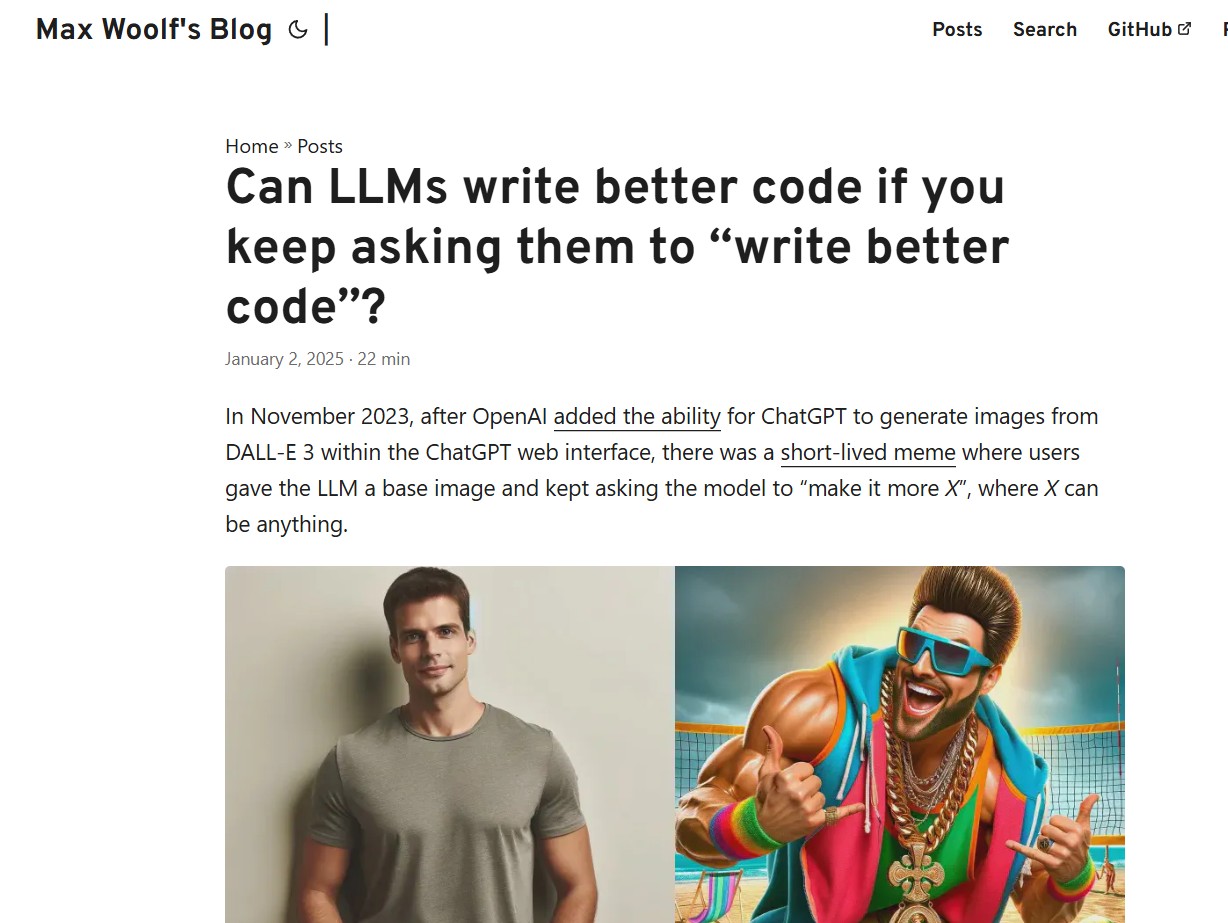 Max Woolf's Blog |
Posts Search GitHub
Home » Posts
Can LLMs write better code if you
keep asking them to “write better
code”?
January 2, 2025 · 22 min
In November 2023, after OpenAI added the ability for ChatGPT to generate images from
DALL-E 3 within the ChatGPT web interface, there was a short-lived meme where users
gave the LLM a base image and kept asking the model to “make it more X”, where X can
be anything.